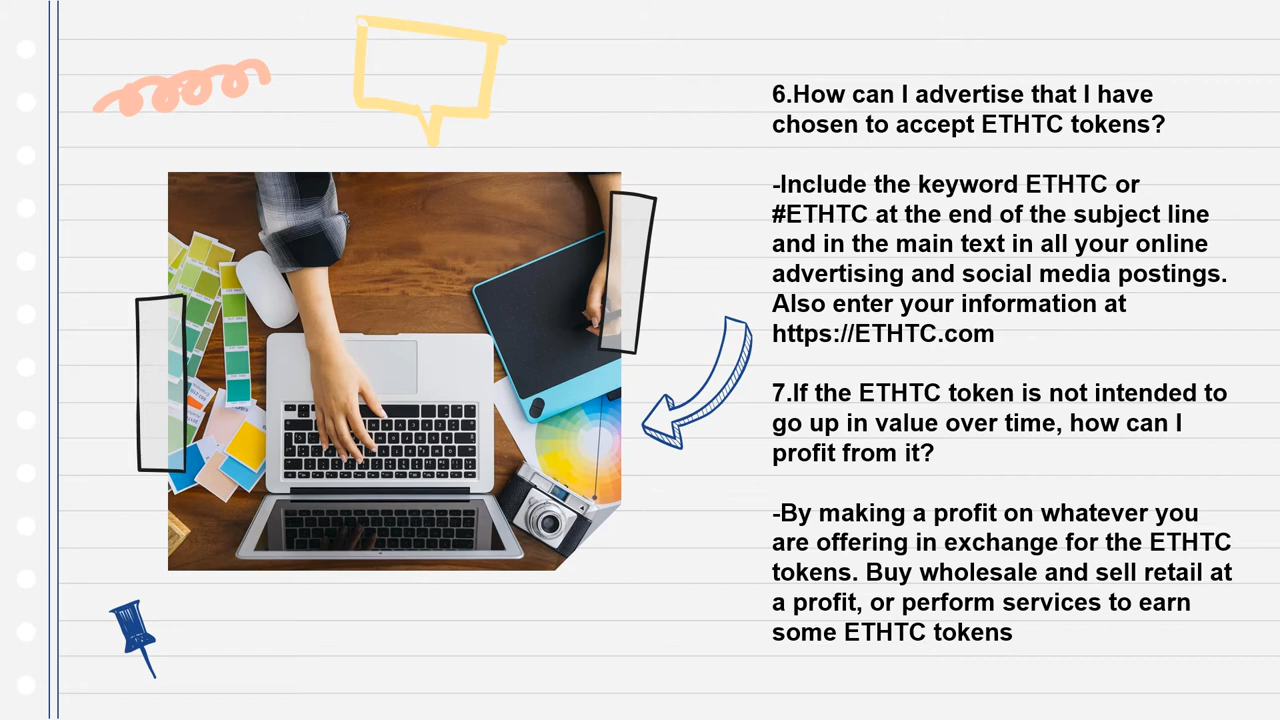 6.How can I advertise that I have
chosen to accept ETHTC tokens?
-Include the keyword ETHTC or
#ETHTC at the end of the subject line
and in the main text in all your online
advertising and social media postings.
Also enter your information at
https://ETHTC.com
7.If the ETHTC token is not intended to
go up in value over time, how can I
profit from it?
-By making a profit on whatever you
are offering in exchange for the ETHTC
tokens. Buy wholesale and sell retail at
a profit, or perform services to earn
some ETHTC tokens